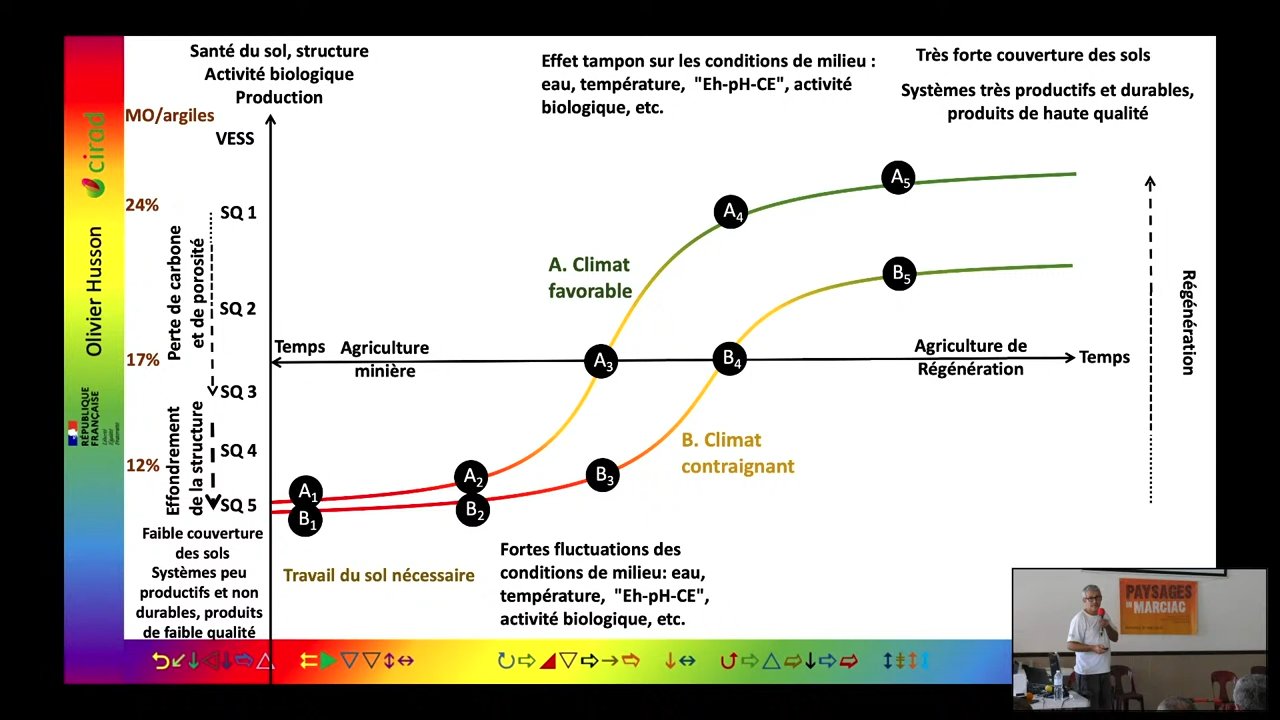 Santé du sol, structure
Activité biologique
Production
MO/argiles
VESS
24%
SQ 1
SQ 2
17%
SQ 3
SQ 4
12%
SQ 5
Perte de carbone
et de porosité
Effondrement
de la structure
Faible couverture
des sols
Systèmes peu
productifs et non
durables, produits
de faible qualité
cirad
Olivier Husson
RÉPUBLIQUE
FRANÇAISE
Liberté
Égalité
Fraternité
Effet tampon sur les conditions de milieu :
eau, température, "Eh-pH-CE", activité
biologique, etc.
Très forte couverture des sols
Systèmes très productifs et durables,
produits de haute qualité
A5
A4
A. Climat
favorable
B5
Régénération
Temps
Agriculture
minière
A3
B4
Agriculture de
Régénération
Temps
B. Climat
contraignant
A1
A2
B3
B1
B2
Travail du sol nécessaire
Fortes fluctuations des
conditions de milieu: eau,
température, "Eh-pH-CE",
activité biologique, etc.
PAYSAGES
IN MARCIAC